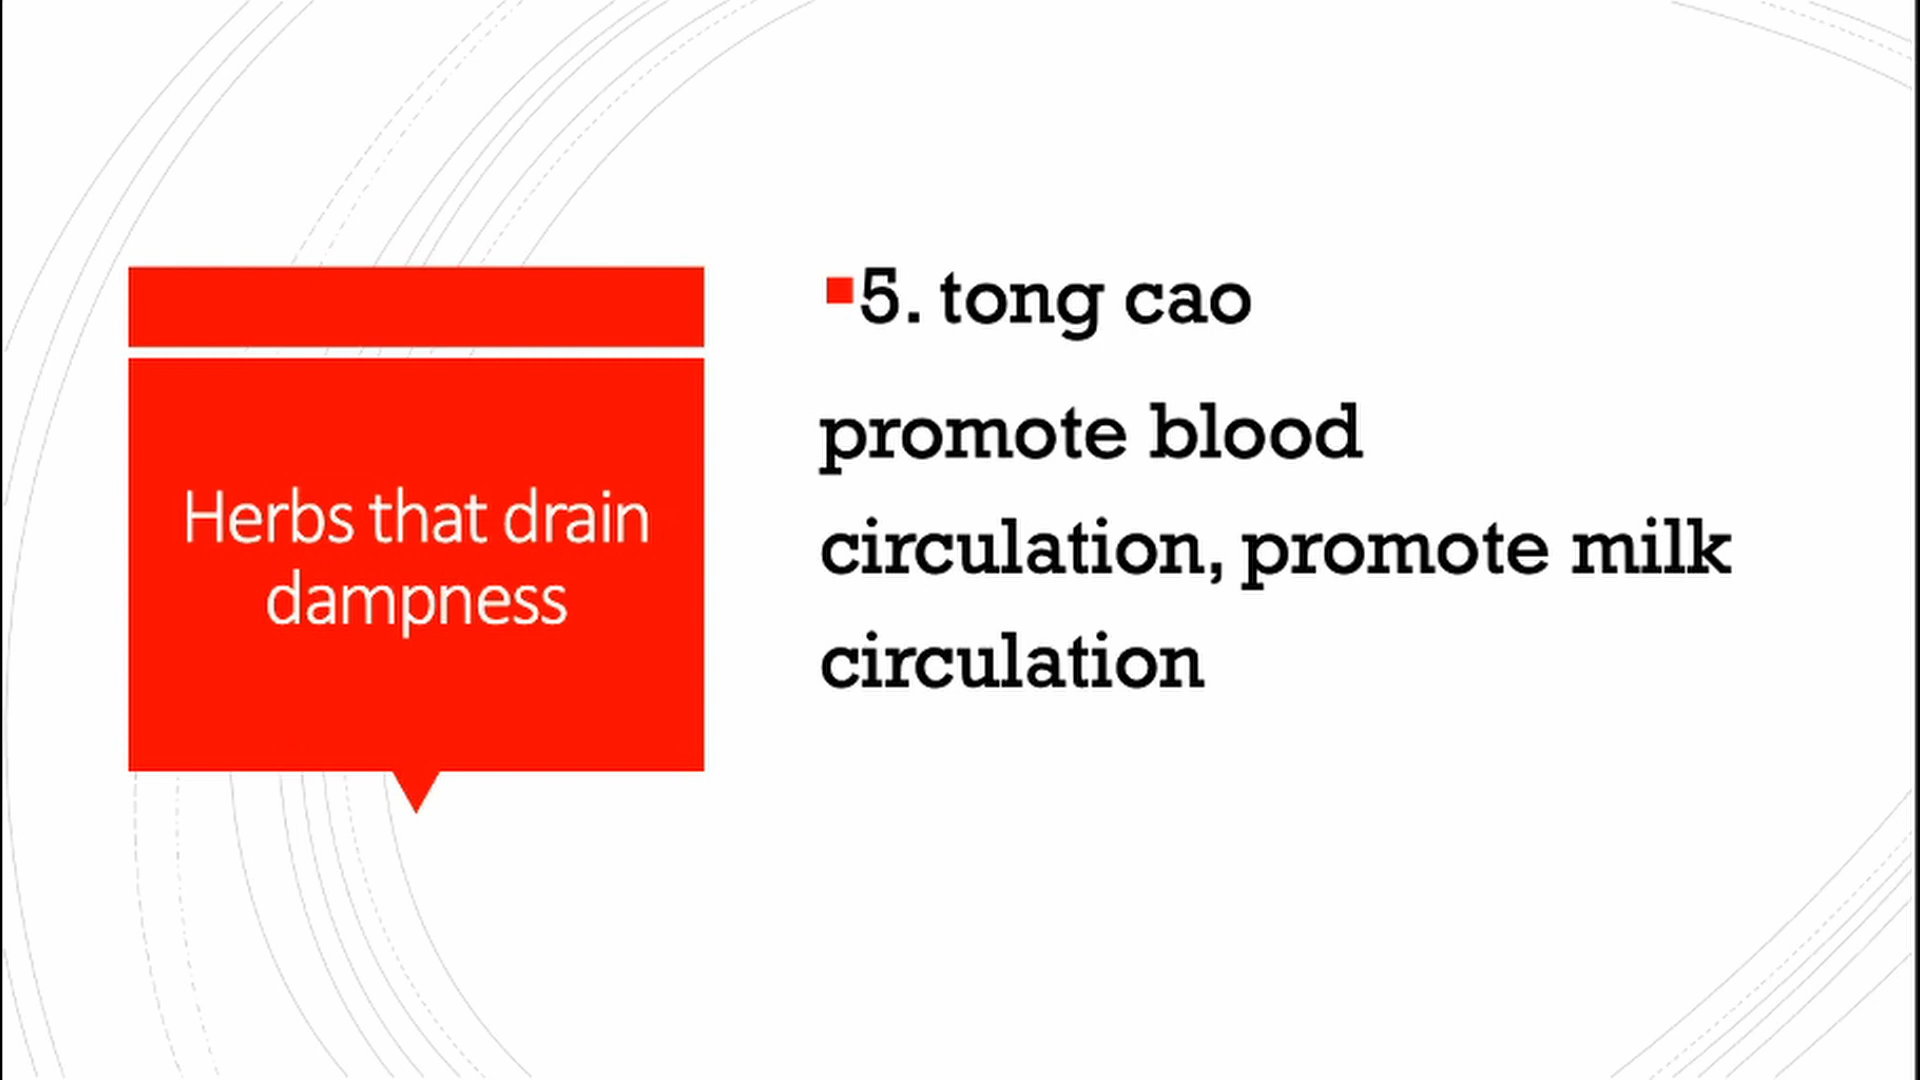 Herbs that drain
dampness
5. tong cao
promote blood
circulation, promote milk
circulation